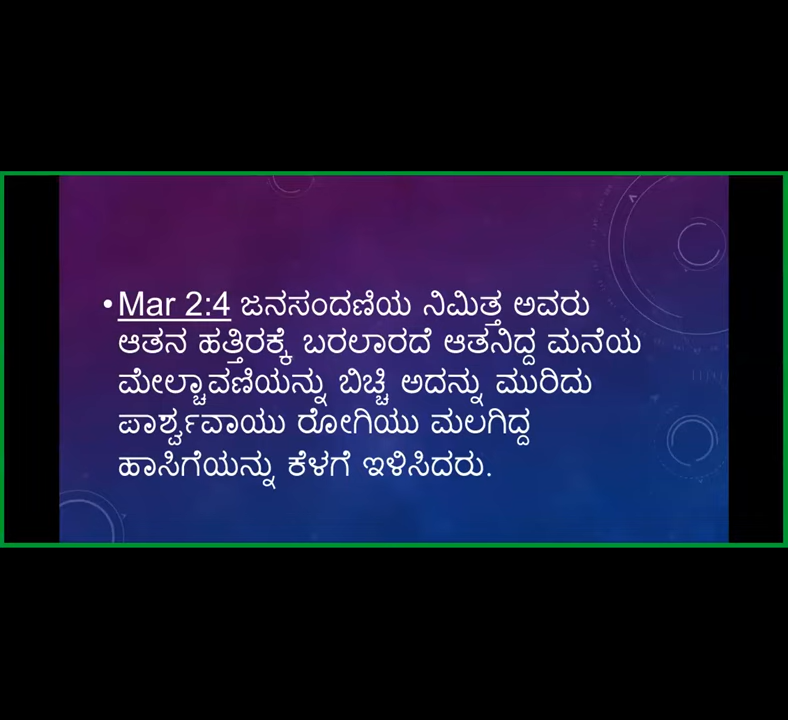 •Mar 2:4 ಜನಸಂದಣಿಯ ನಿಮಿತ್ತ ಅವರು
ಆತನ ಹತ್ತಿರಕ್ಕೆ ಬರಲಾರದೆ ಆತನಿದ್ದ ಮನೆಯ
ಮೇಲ್ಚಾವಣಿಯನ್ನು ಬಿಚ್ಚಿ ಅದನ್ನು ಮುರಿದು
ಪಾರ್ಶ್ವವಾಯು ರೋಗಿಯು ಮಲಗಿದ್ದ
ಹಾಸಿಗೆಯನ್ನು ಕೆಳಗೆ ಇಳಿಸಿದರು.